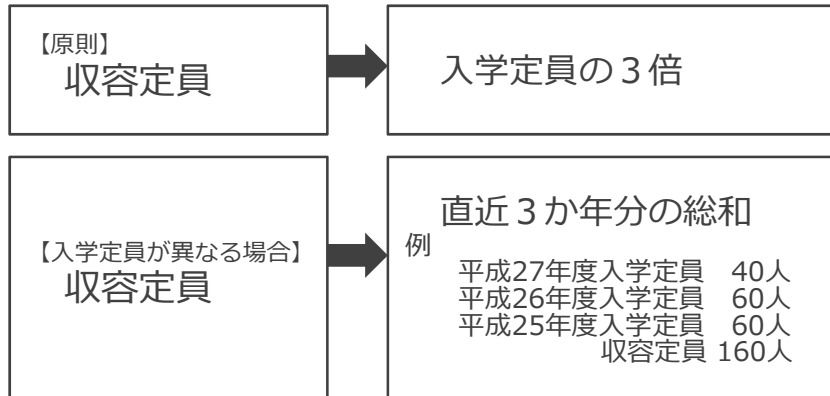 【原則】
収容定員
入学定員の３倍
【入学定員が異なる場合】
収容定員
直近３か年分の総和
例
平成27年度入学定員　40人
平成26年度入学定員　60人
平成25年度入学定員　60人
収容定員 160人